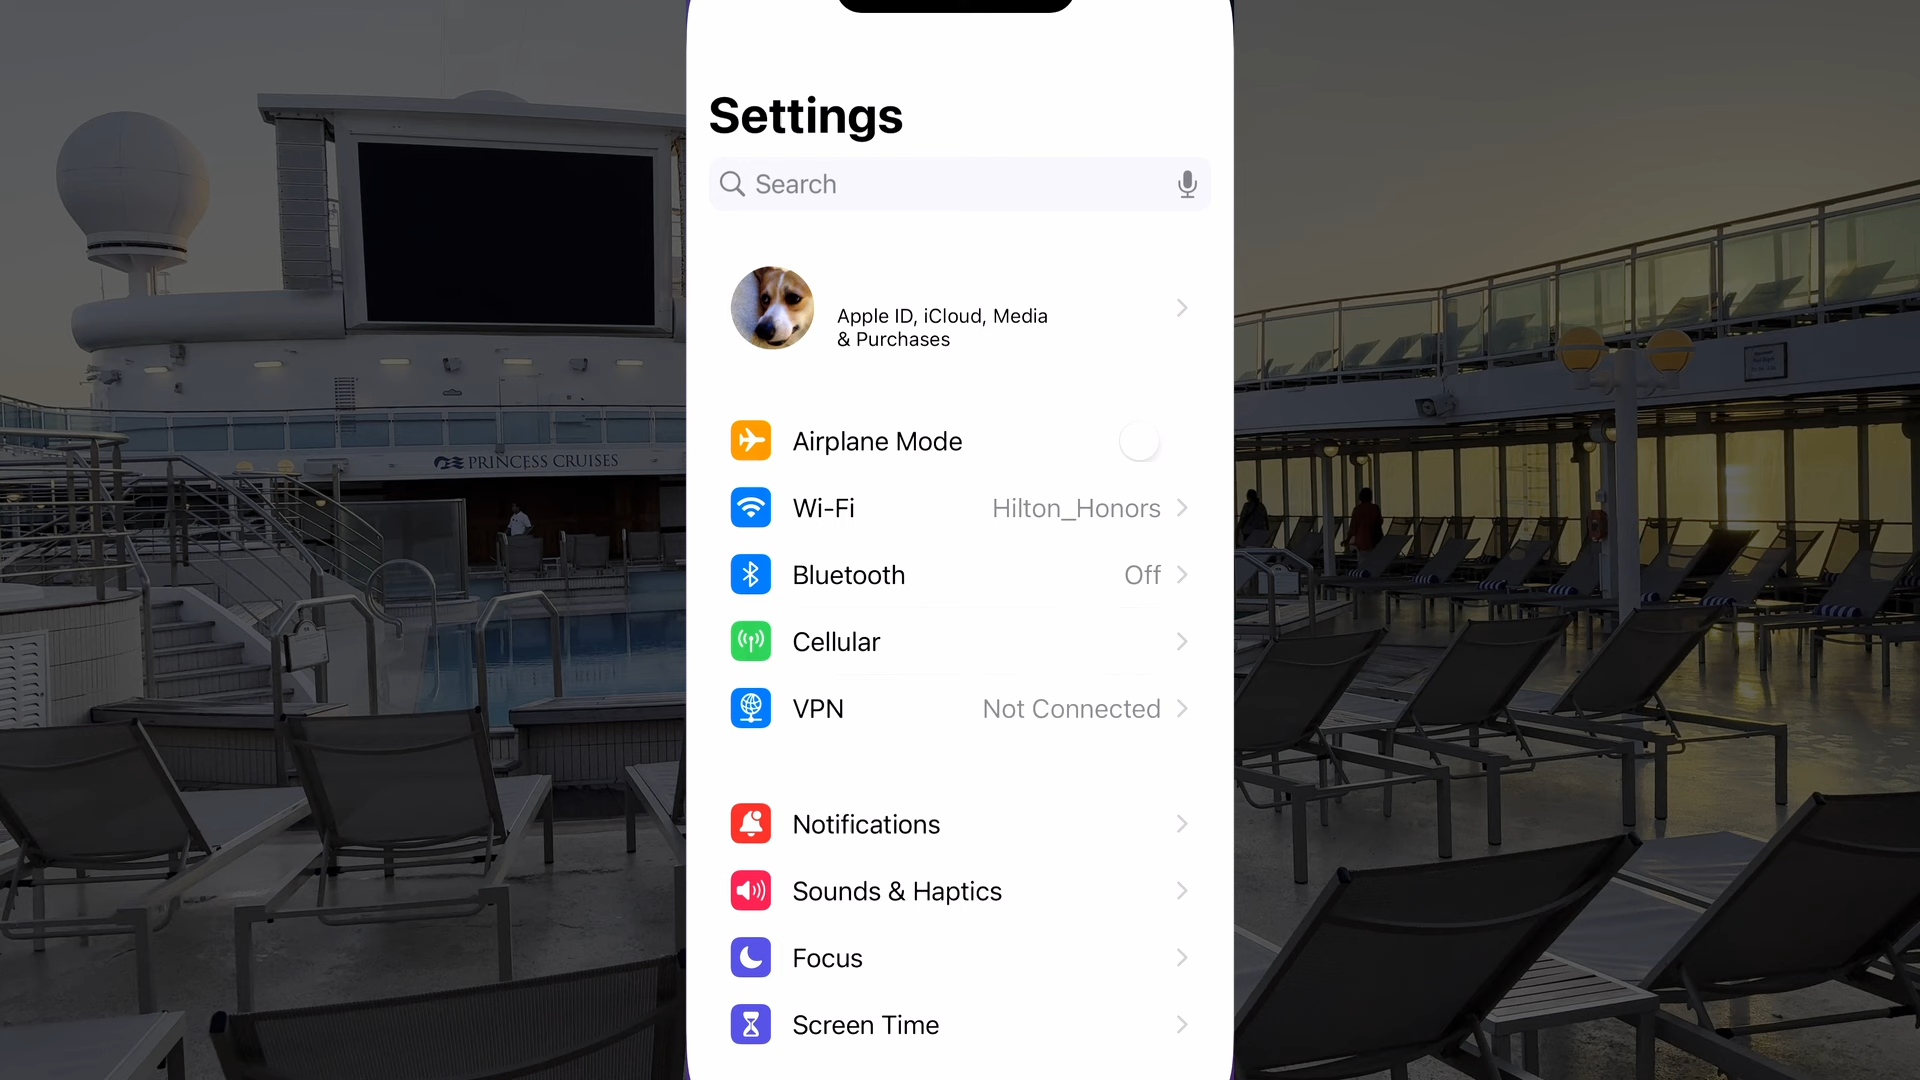 Settings
Search
Apple ID, iCloud, Media
& Purchases
Airplane Mode
Wi-Fi Hilton_Honors
Bluetooth Off
Cellular
VPN Not Connected
Notifications
Sounds & Haptics
Focus
Screen Time
PRINCESS CRUISES